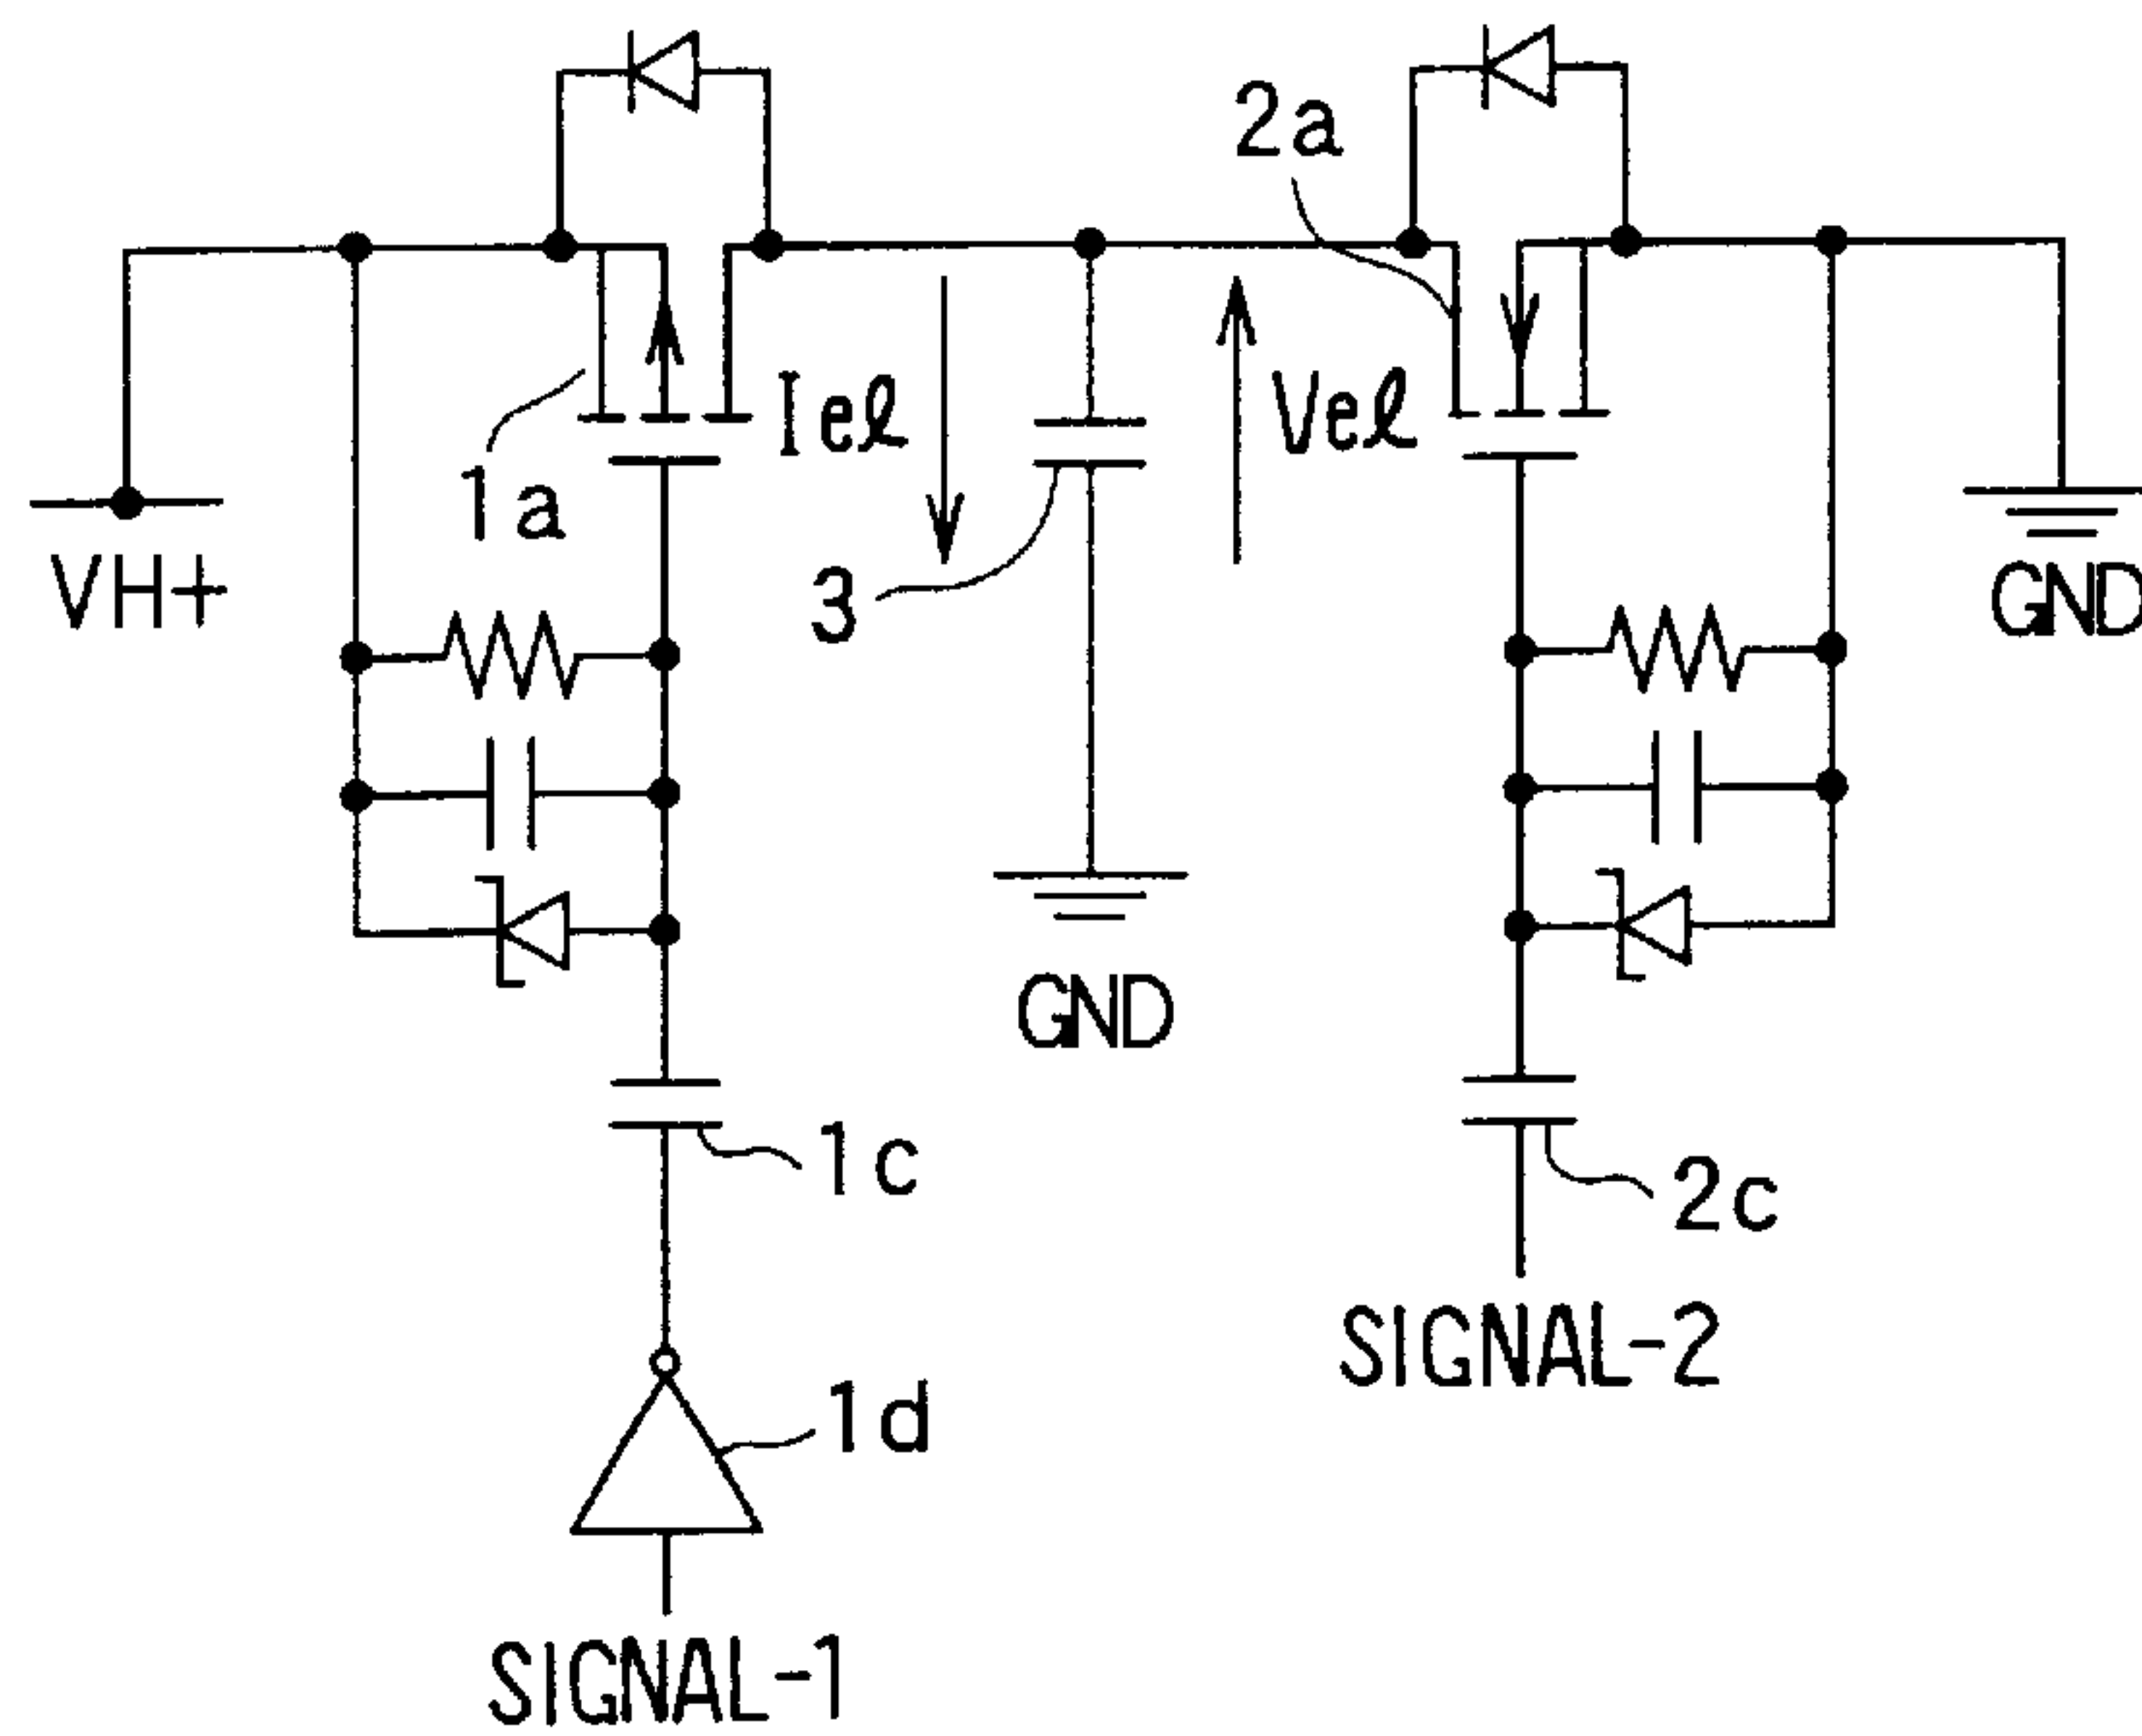 2a
Ieℓ
Veℓ
1a
VH+
3
GND
GND
1c
2c
SIGNAL-2
1d
SIGNAL-1